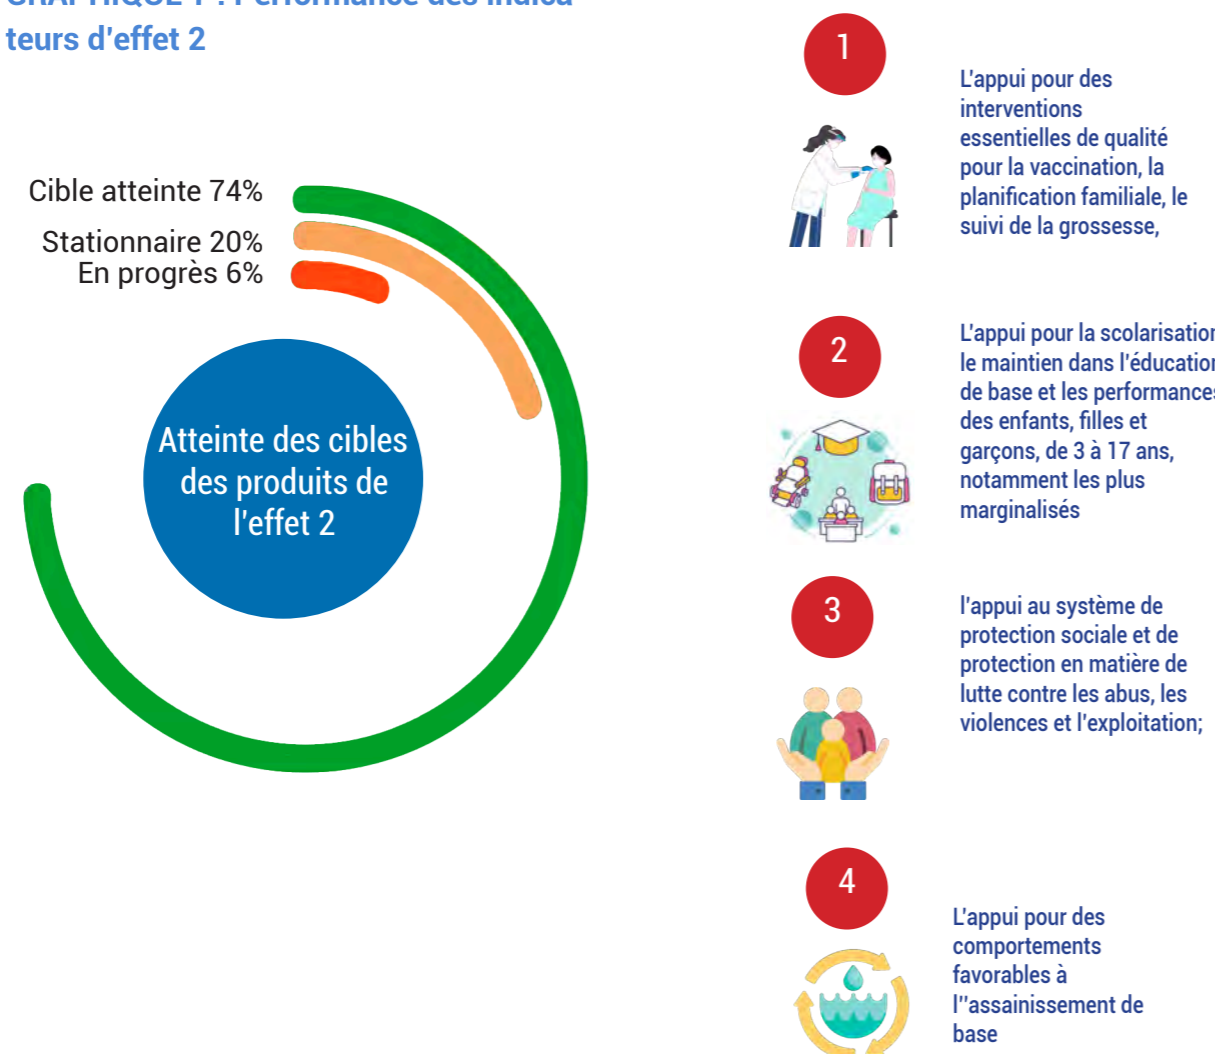 teurs d'effet 2
Cible atteinte 74%
Stationnaire 20%
En progrès 6%
Atteinte des cibles
des produits de
l'effet 2
1
L'appui pour des
interventions
essentielles de qualité
pour la vaccination, la
planification familiale, le
suivi de la grossesse,
2
L'appui pour la scolarisation
le maintien dans l'éducation
de base et les performances
des enfants, filles et
garçons, de 3 à 17 ans,
notamment les plus
marginalisés
3
l'appui au système de
protection sociale et de
protection en matière de
lutte contre les abus, les
violences et l'exploitation;
4
L'appui pour des
comportements
favorables à
l''assainissement de
base